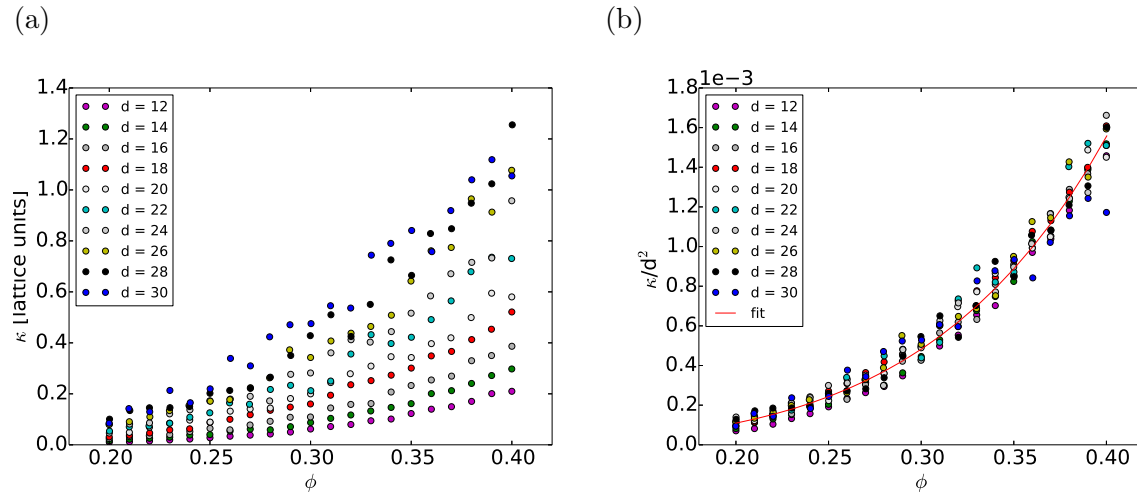 (a)
κ [lattice units]
1.4
1.2
1.0
0.8
0.6
0.4
0.2
0.0
d = 12
d = 14
d = 16
d = 18
d = 20
d = 22
d = 24
d = 26
d = 28
d = 30
0.20 0.25 0.30 0.35 0.40
ϕ
(b)
κ/d²
1e−3
1.8
1.6
1.4
1.2
1.0
0.8
0.6
0.4
0.2
0.0
d = 12
d = 14
d = 16
d = 18
d = 20
d = 22
d = 24
d = 26
d = 28
d = 30
fit
0.20 0.25 0.30 0.35 0.40
ϕ